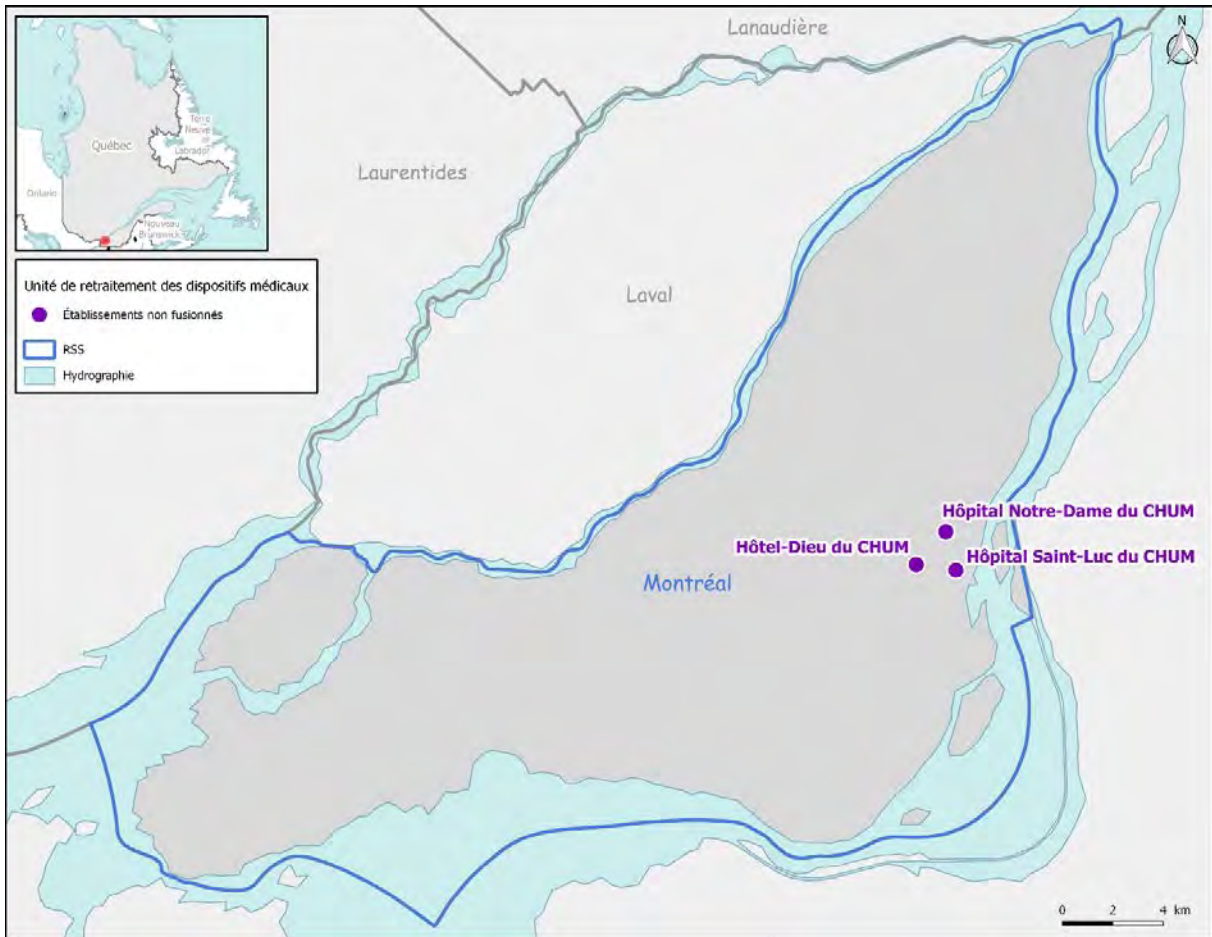 Lanaudière
N
Terre
Neuve
et
Labrador
Québec
Ontario
Nouveau
Brunswick
Laurentides
Unité de retraitement des dispositifs médicaux
Établissements non fusionnés
RSS
Hydrographie
Laval
Hôpital Notre-Dame du CHUM
Hôtel-Dieu du CHUM
Hôpital Saint-Luc du CHUM
Montréal
0 2 4 km